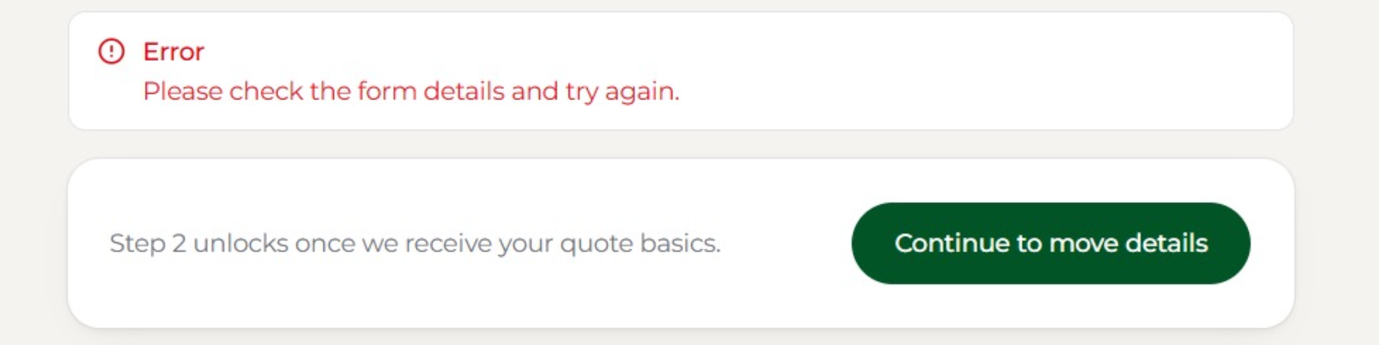 Error
Please check the form details and try again.
Step 2 unlocks once we receive your quote basics.
Continue to move details